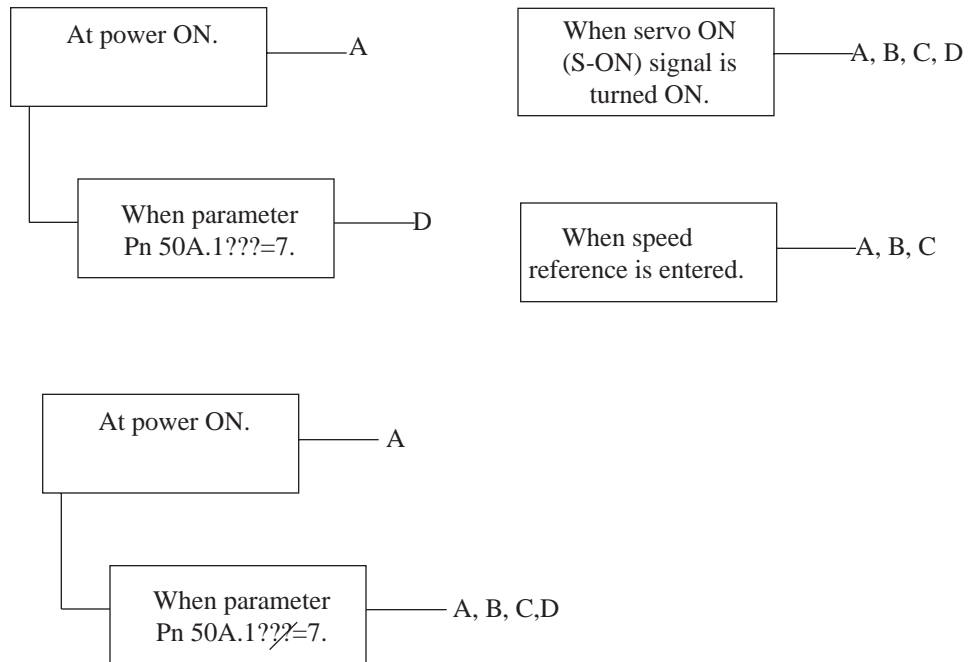 At power ON.
A
When parameter
Pn 50A.1???=7.
D
When servo ON
(S-ON) signal is
turned ON.
A, B, C, D
When speed
reference is entered.
A, B, C
At power ON.
A
When parameter
Pn 50A.1???≠7.
A, B, C,D